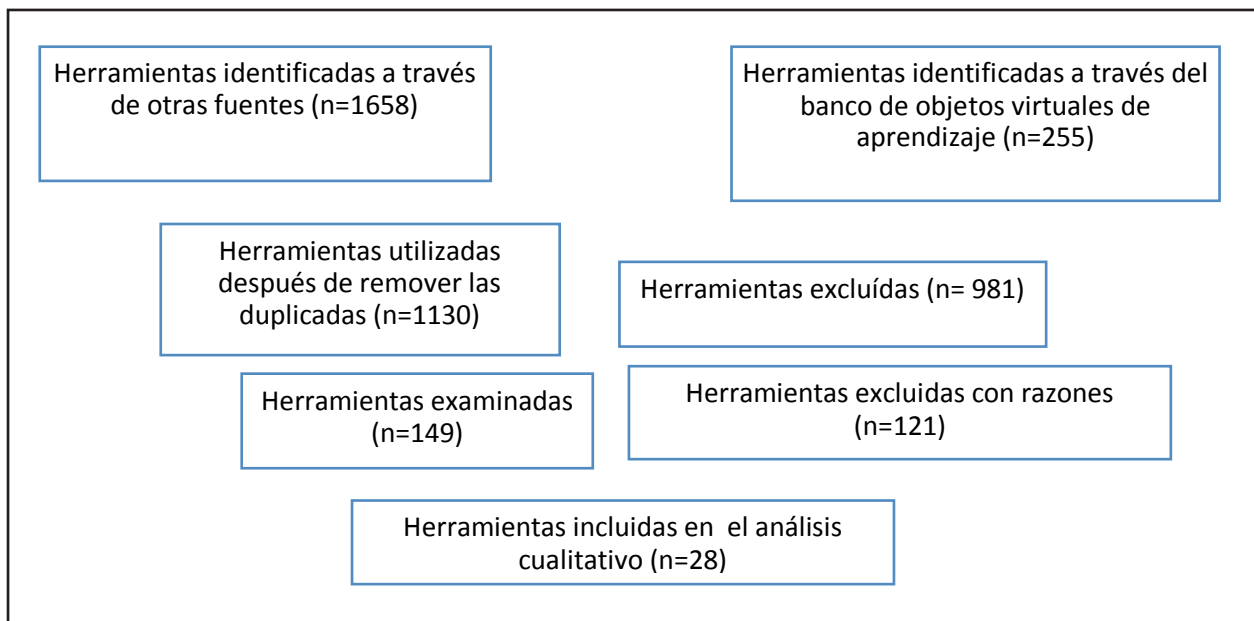 Herramientas identificadas a través
de otras fuentes (n=1658)
Herramientas identificadas a través del
banco de objetos virtuales de
aprendizaje (n=255)
Herramientas utilizadas
después de remover las
duplicadas (n=1130)
Herramientas excluídas (n= 981)
Herramientas examinadas
(n=149)
Herramientas excluidas con razones
(n=121)
Herramientas incluidas en  el análisis
cualitativo (n=28)